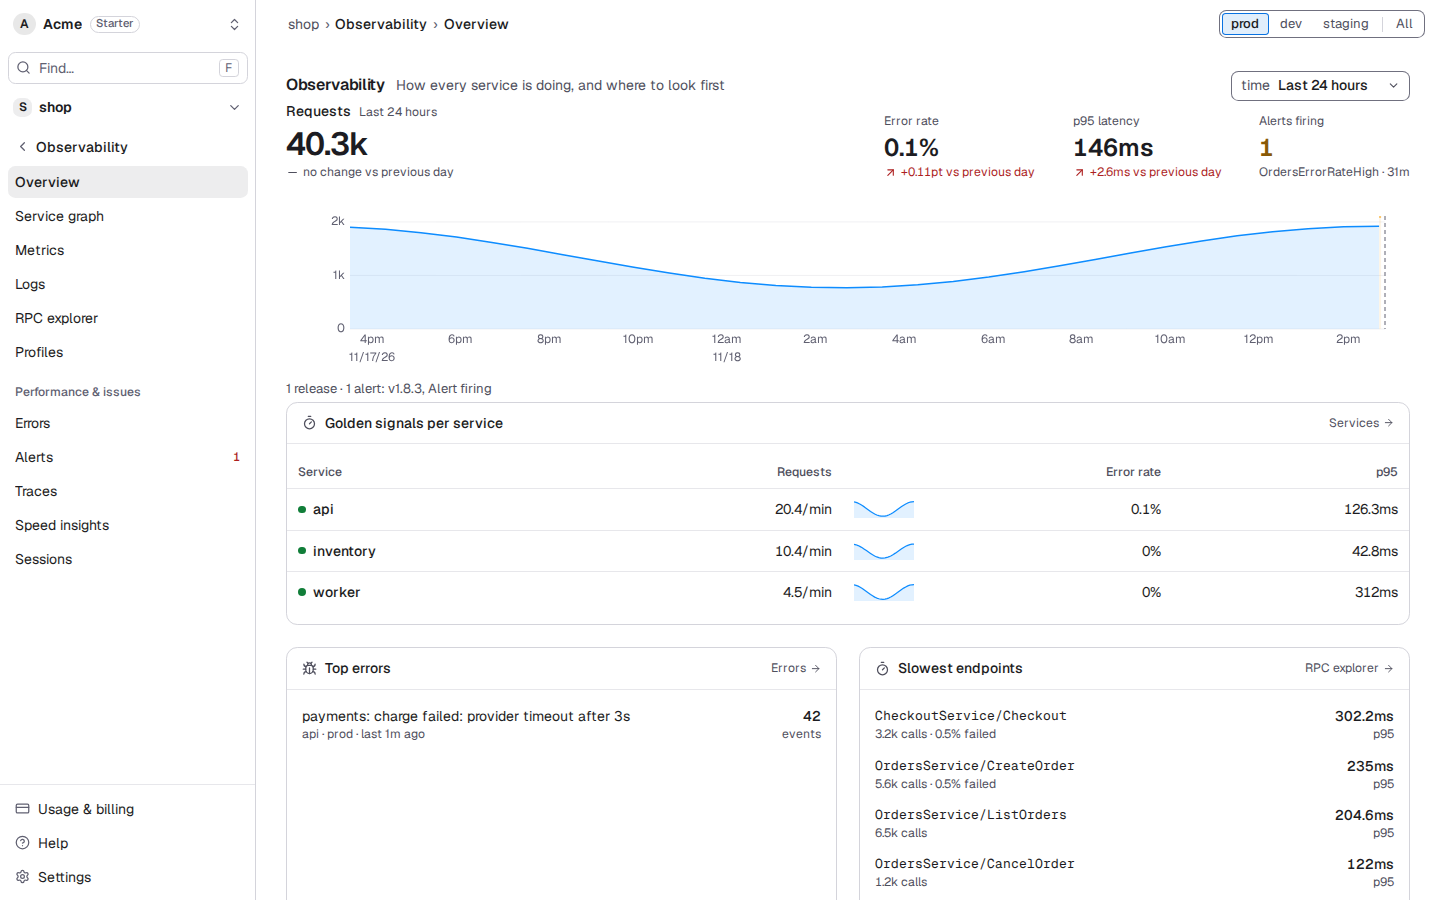 A Acme Starter
Find... F
S shop
Observability
Overview
Service graph
Metrics
Logs
RPC explorer
Profiles
Performance & issues
Errors
Alerts 1
Traces
Speed insights
Sessions
Usage & billing
Help
Settings
shop › Observability › Overview
prod dev staging All
Observability How every service is doing, and where to look first
time Last 24 hours
Requests Last 24 hours
40.3k
— no change vs previous day
Error rate
0.1%
↗ +0.11pt vs previous day
p95 latency
146ms
↗ +2.6ms vs previous day
Alerts firing
1
OrdersErrorRateHigh · 31m
2k
1k
0
4pm 6pm 8pm 10pm 12am 2am 4am 6am 8am 10am 12pm 2pm
11/17/26 11/18
1 release · 1 alert: v1.8.3, Alert firing
Golden signals per service Services →
Service Requests Error rate p95
api 20.4/min 0.1% 126.3ms
inventory 10.4/min 0% 42.8ms
worker 4.5/min 0% 312ms
Top errors Errors →
payments: charge failed: provider timeout after 3s 42
api · prod · last 1m ago events
Slowest endpoints RPC explorer →
CheckoutService/Checkout 302.2ms
3.2k calls · 0.5% failed p95
OrdersService/CreateOrder 235ms
5.6k calls · 0.5% failed p95
OrdersService/ListOrders 204.6ms
6.5k calls p95
OrdersService/CancelOrder 122ms
1.2k calls p95